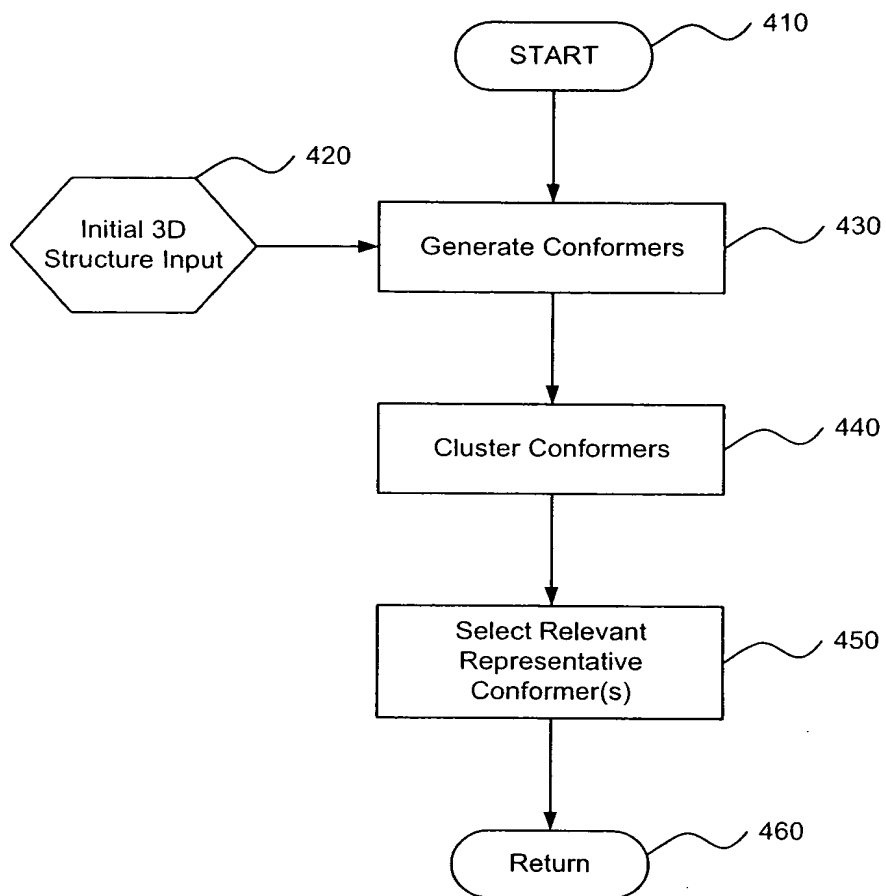 410
START
420
Initial 3D
Structure Input
430
Generate Conformers
440
Cluster Conformers
450
Select Relevant
Representative
Conformer(s)
460
Return